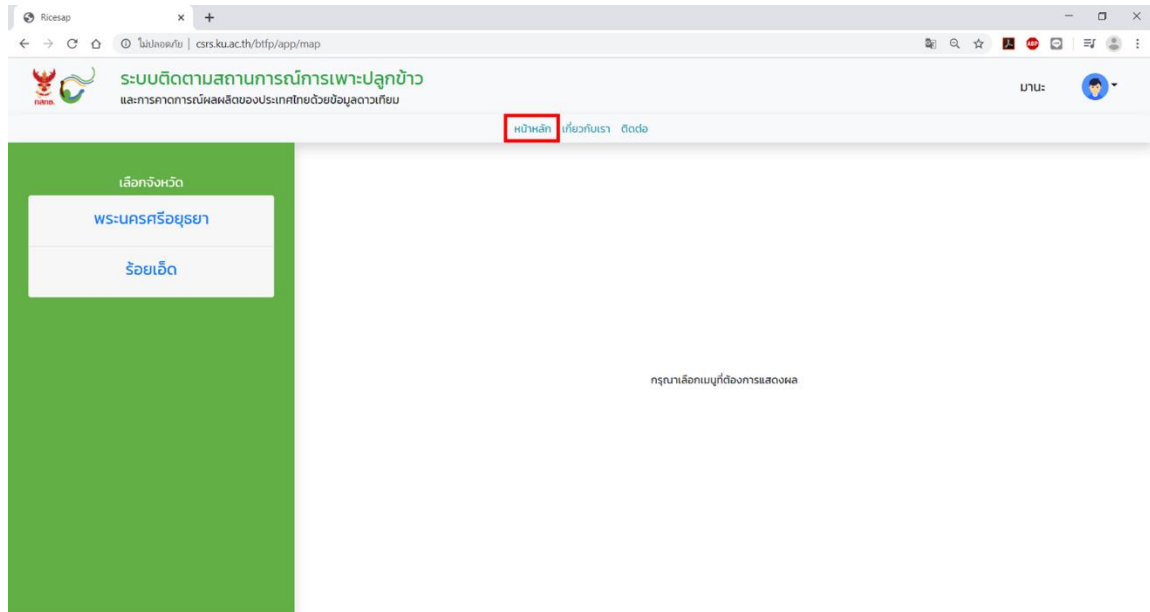 Ricesap
ไม่ปลอดภัย | csrs.ku.ac.th/btfp/app/map
ABP
กสทช.
ระบบติดตามสถานการณ์การเพาะปลูกข้าว
และการคาดการณ์ผลผลิตของประเทศไทยด้วยข้อมูลดาวเทียม
มานะ
หน้าหลัก เกี่ยวกับเรา ติดต่อ
เลือกจังหวัด
พระนครศรีอยุธยา
ร้อยเอ็ด
กรุณาเลือกเมนูที่ต้องการแสดงผล